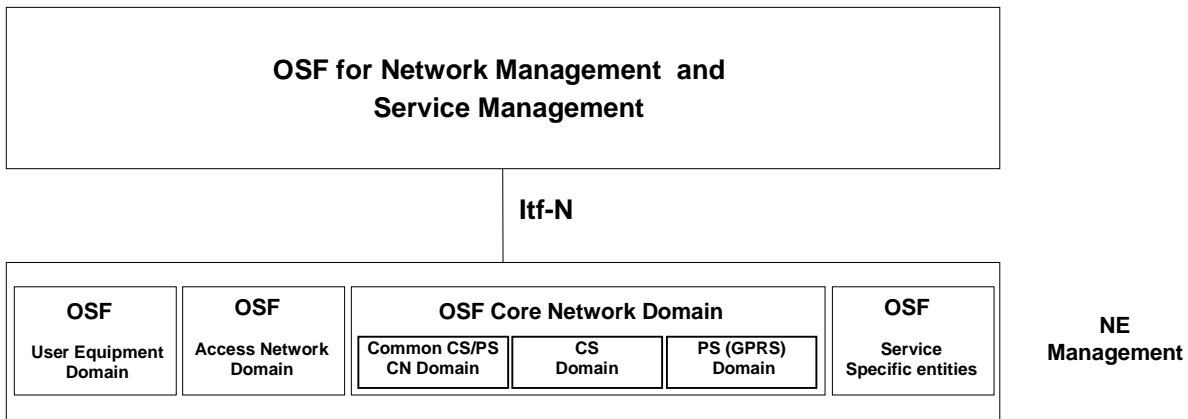 OSF for Network Management and
Service Management
Itf-N
OSF
User Equipment
Domain
OSF
Access Network
Domain
OSF Core Network Domain
Common CS/PS
CN Domain
CS
Domain
PS (GPRS)
Domain
OSF
Service
Specific entities
NE
Management